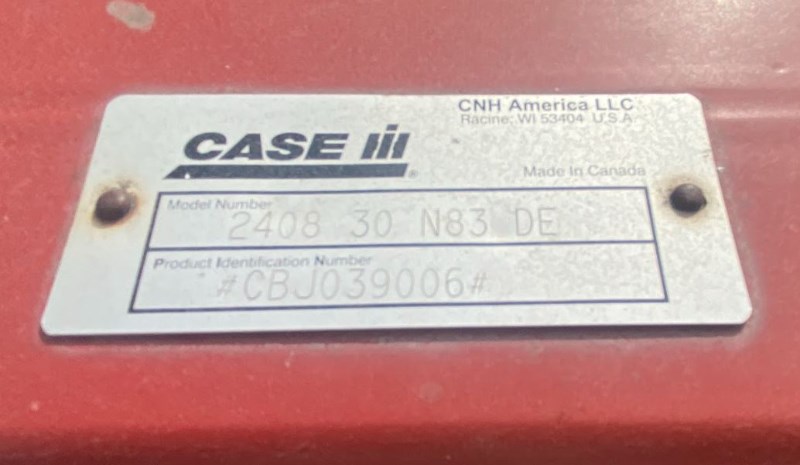 CNH America LLC
Racine, WI 53404 U.S.A
CASE IH
Made In Canada
Model Number
2408 30 N83 DE
Product Identification Number
#CBJ039006#